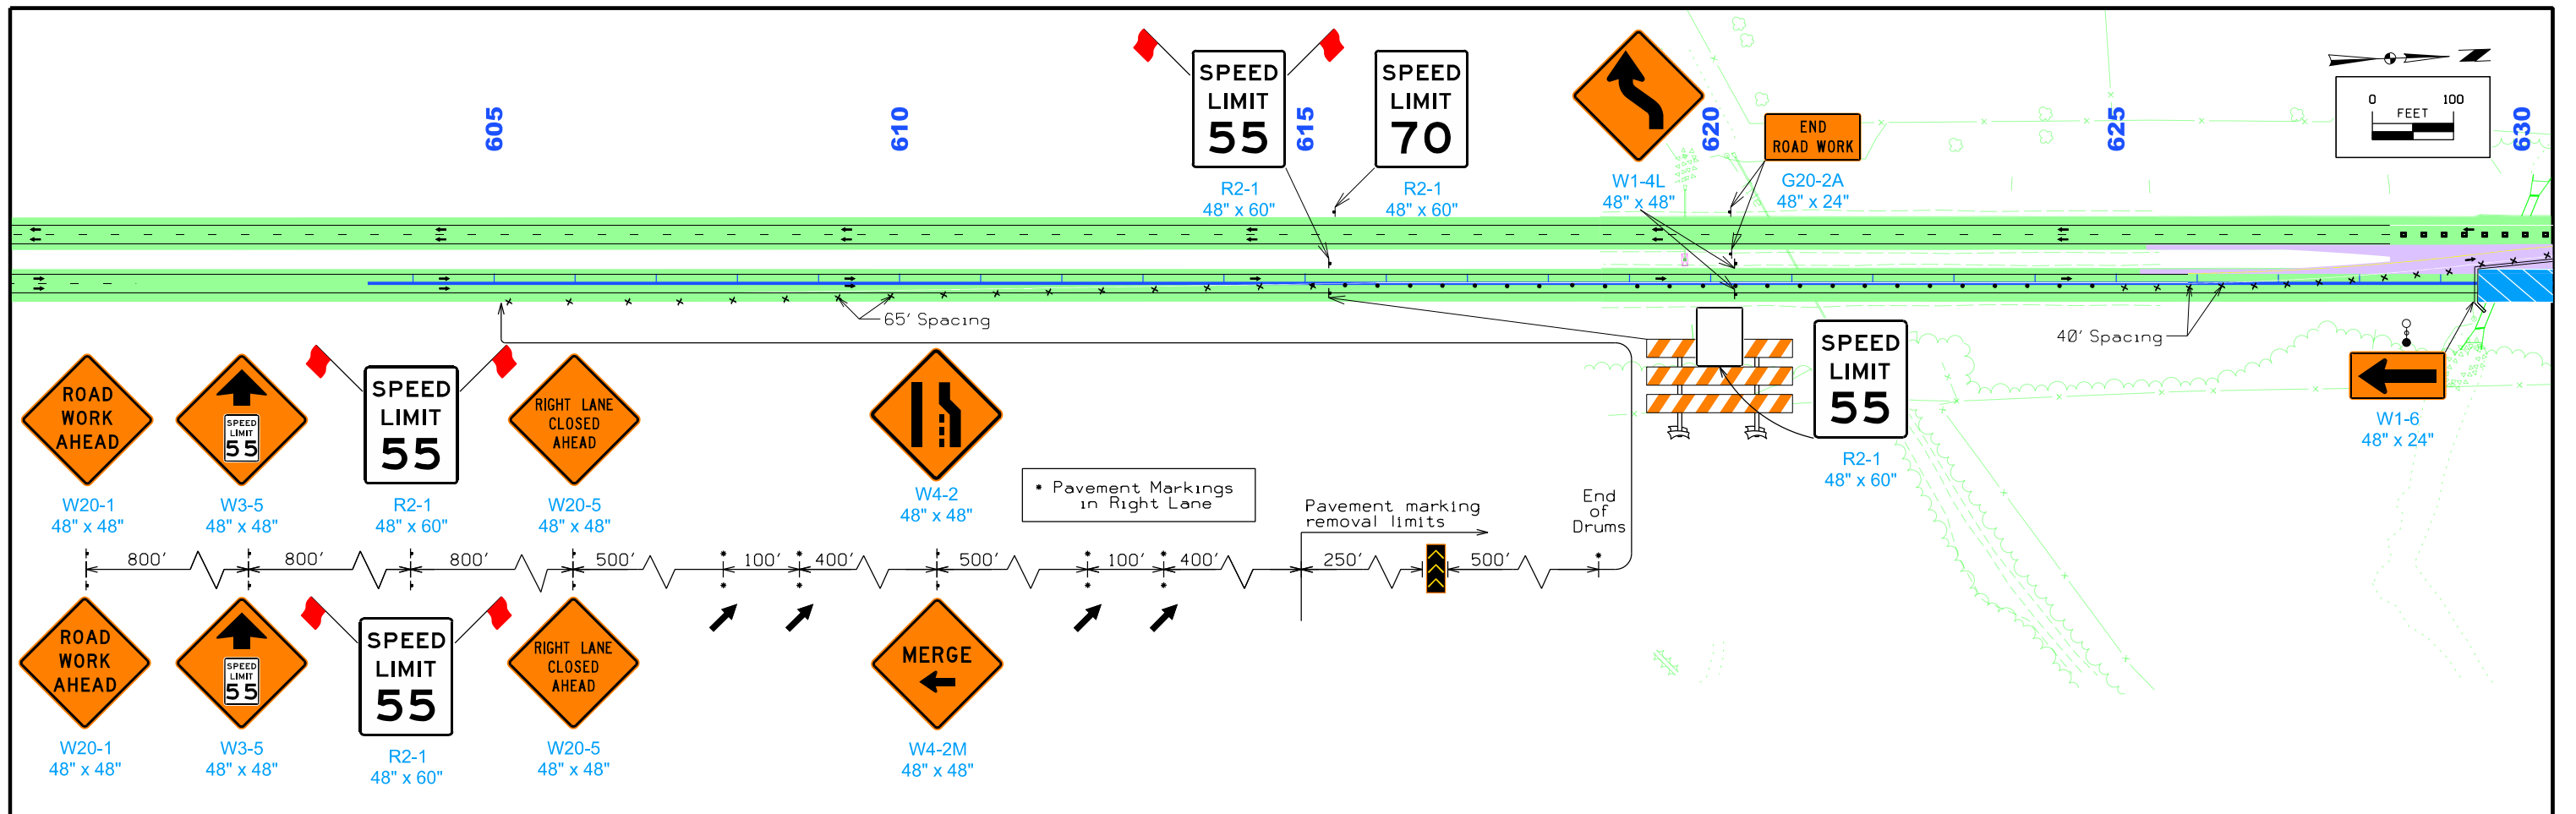 605
610
615
620
625
630
SPEED
LIMIT
55
R2-1
48" x 60"
SPEED
LIMIT
70
R2-1
48" x 60"
W1-4L
48" x 48"
END
ROAD WORK
G20-2A
48" x 24"
0 100
FEET
65' Spacing
40' Spacing
ROAD
WORK
AHEAD
W20-1
48" x 48"
SPEED
LIMIT
55
W3-5
48" x 48"
SPEED
LIMIT
55
R2-1
48" x 60"
RIGHT LANE
CLOSED
AHEAD
W20-5
48" x 48"
W4-2
48" x 48"
* Pavement Markings
in Right Lane
Pavement marking
removal limits
End
of
Drums
SPEED
LIMIT
55
R2-1
48" x 60"
W1-6
48" x 24"
800' 800' 800' 500' 100' 400' 500' 100' 400' 250' 500'
ROAD
WORK
AHEAD
W20-1
48" x 48"
SPEED
LIMIT
55
W3-5
48" x 48"
SPEED
LIMIT
55
R2-1
48" x 60"
RIGHT LANE
CLOSED
AHEAD
W20-5
48" x 48"
MERGE
W4-2M
48" x 48"